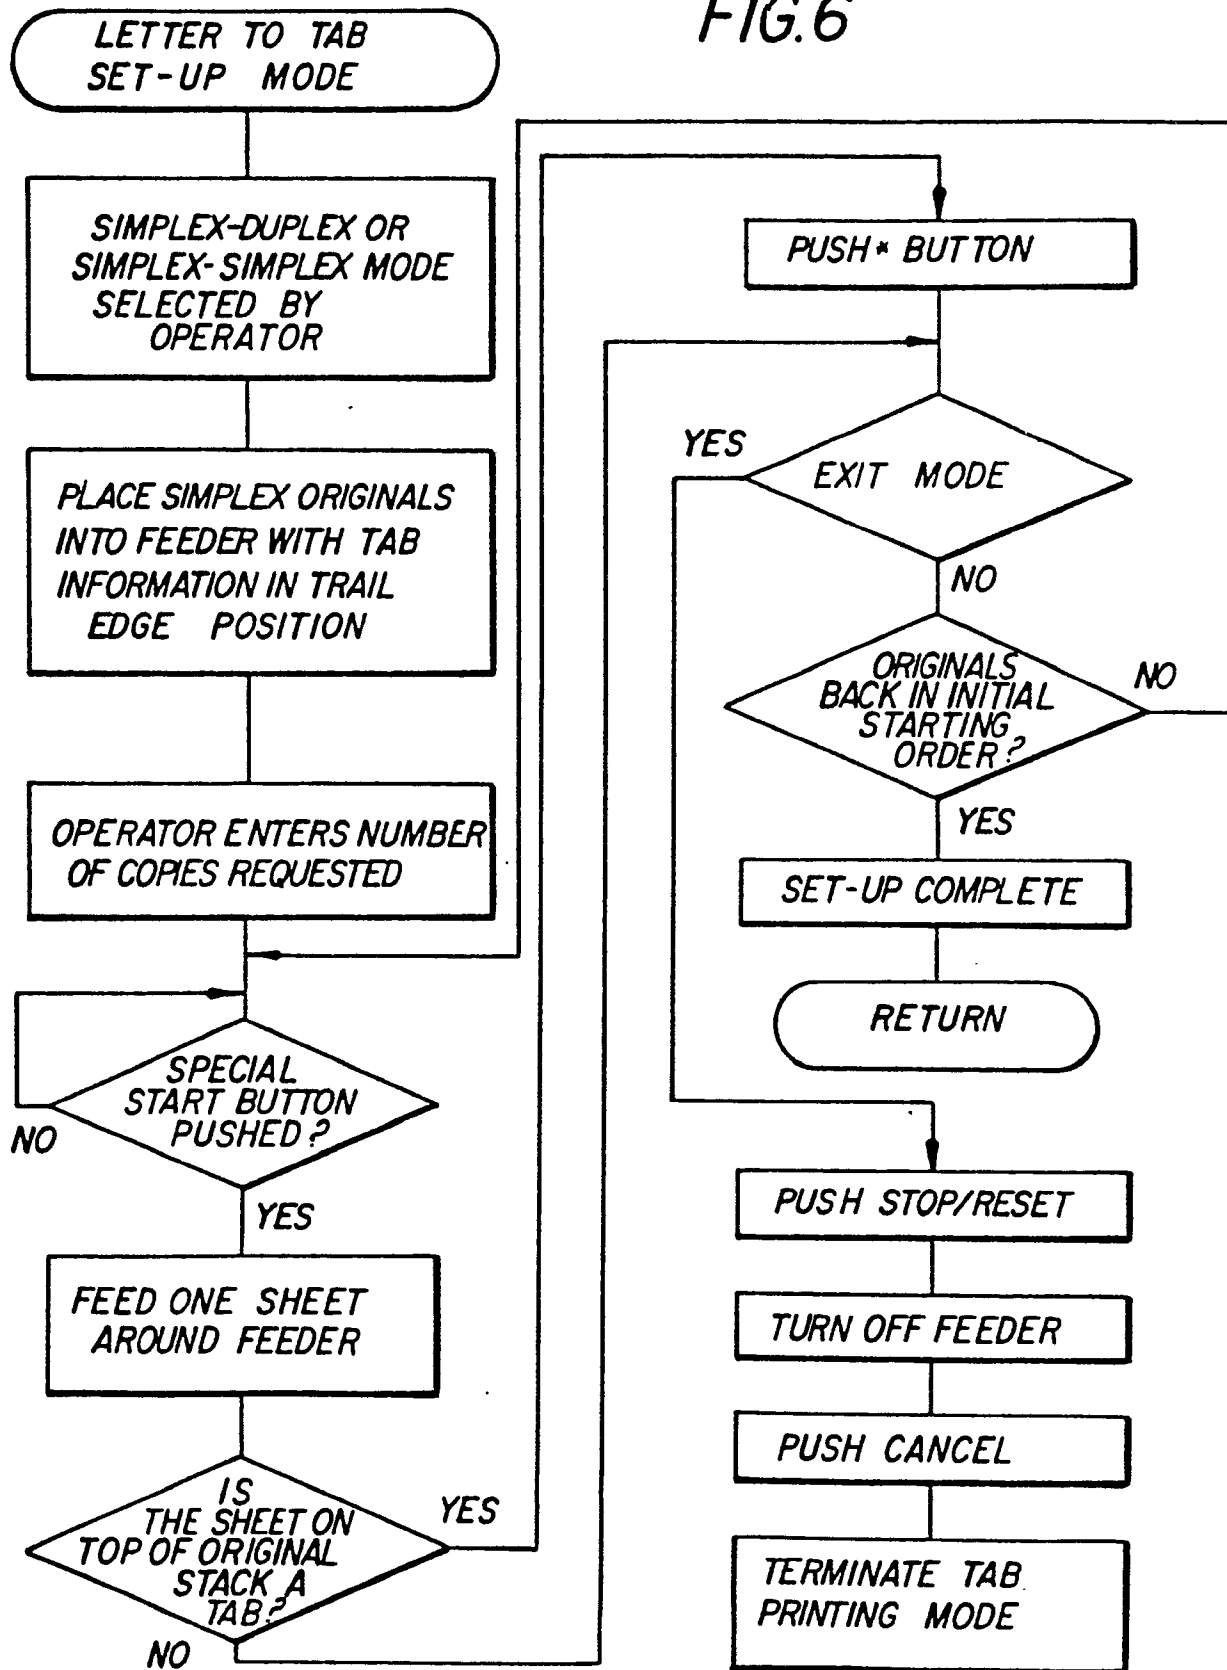 FIG.6
LETTER TO TAB
SET-UP MODE
SIMPLEX-DUPLEX OR
SIMPLEX-SIMPLEX MODE
SELECTED BY
OPERATOR
PLACE SIMPLEX ORIGINALS
INTO FEEDER WITH TAB
INFORMATION IN TRAIL
EDGE POSITION
OPERATOR ENTERS NUMBER
OF COPIES REQUESTED
SPECIAL
START BUTTON
PUSHED?
NO
YES
FEED ONE SHEET
AROUND FEEDER
IS
THE SHEET ON
TOP OF ORIGINAL
STACK A
TAB?
YES
NO
PUSH * BUTTON
EXIT MODE
YES
NO
ORIGINALS
BACK IN INITIAL
STARTING
ORDER?
NO
YES
SET-UP COMPLETE
RETURN
PUSH STOP/RESET
TURN OFF FEEDER
PUSH CANCEL
TERMINATE TAB
PRINTING MODE